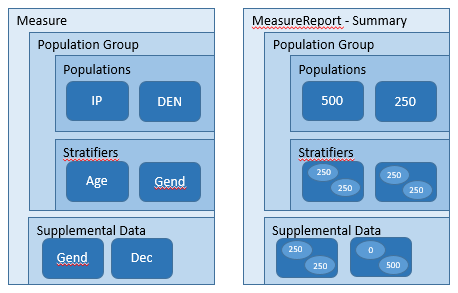 Measure
Population Group
Populations
IP DEN
Stratifiers
Age Gend
Supplemental Data
Gend Dec
MeasureReport - Summary
Population Group
Populations
500 250
Stratifiers
250 250
250 250
Supplemental Data
250 0
250 500